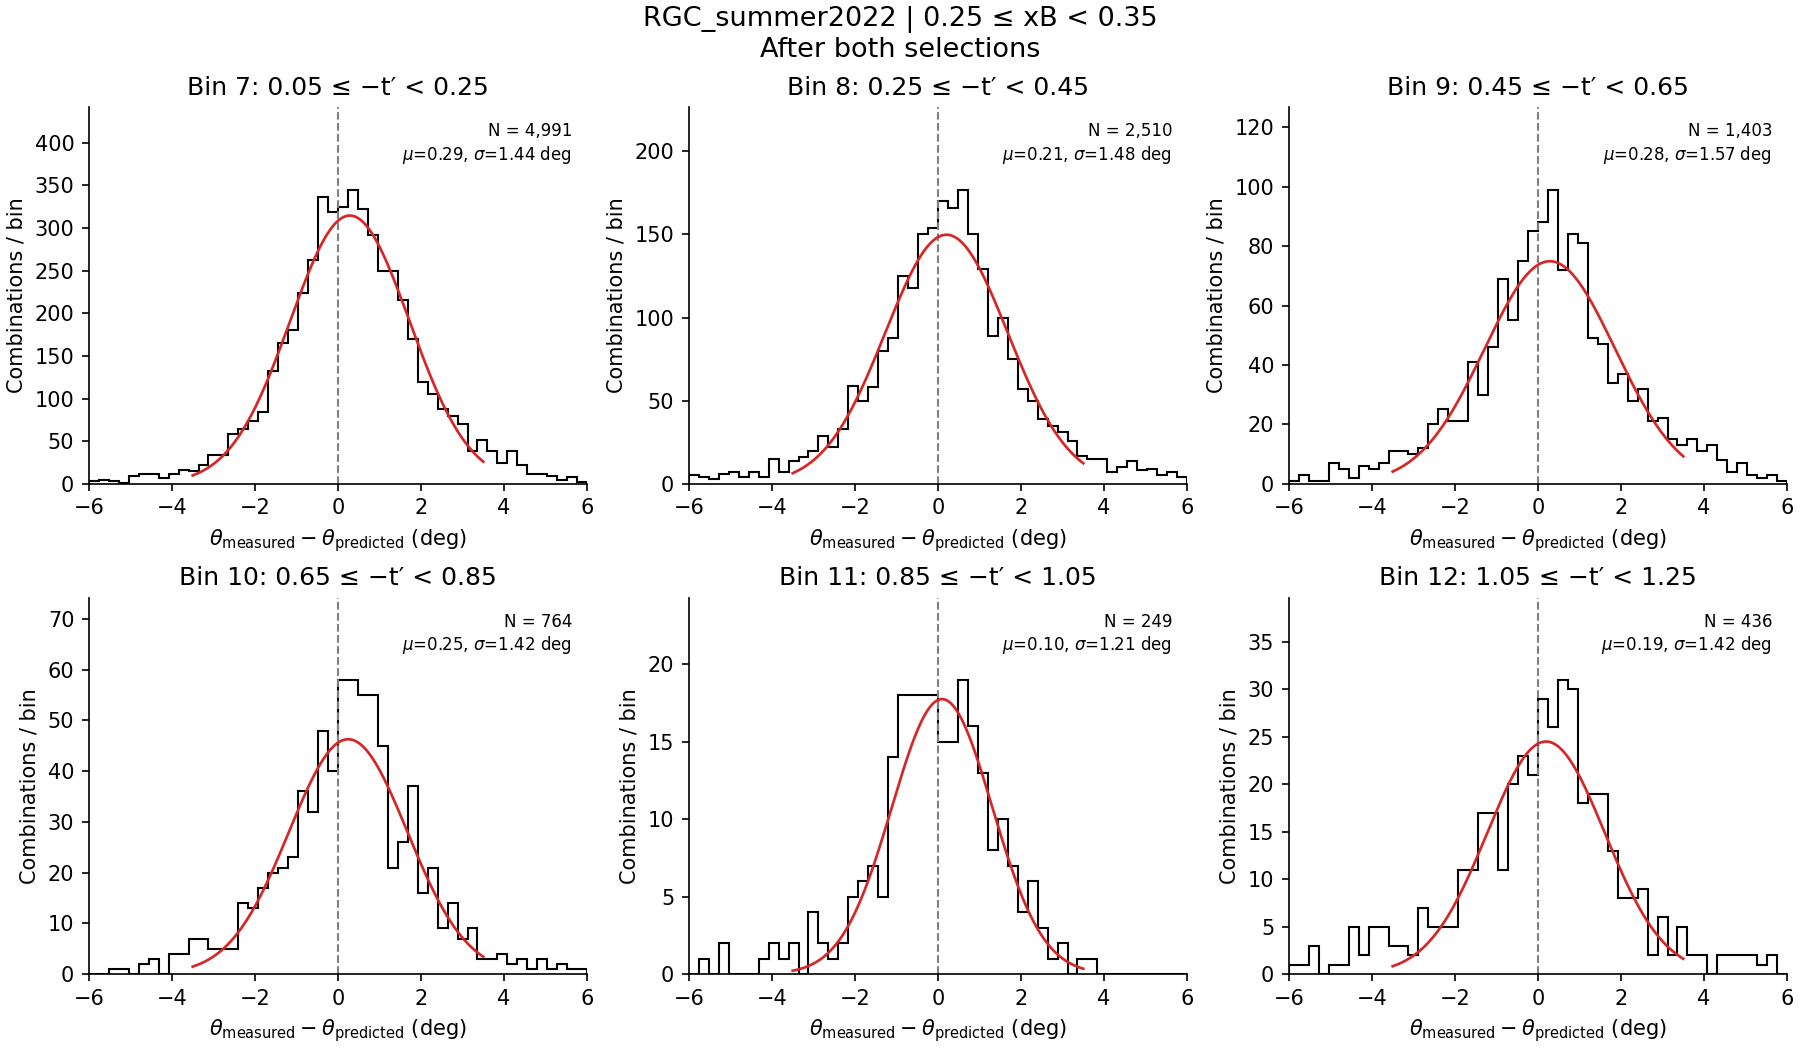 RGC_summer2022 | 0.25 ≤ xB < 0.35
After both selections
Bin 7: 0.05 ≤ −t′ < 0.25
N = 4,991
μ=0.29, σ=1.44 deg
Combinations / bin
400
350
300
250
200
150
100
50
0
−6 −4 −2 0 2 4 6
θmeasured − θpredicted (deg)
Bin 8: 0.25 ≤ −t′ < 0.45
N = 2,510
μ=0.21, σ=1.48 deg
Combinations / bin
200
150
100
50
0
−6 −4 −2 0 2 4 6
θmeasured − θpredicted (deg)
Bin 9: 0.45 ≤ −t′ < 0.65
N = 1,403
μ=0.28, σ=1.57 deg
Combinations / bin
120
100
80
60
40
20
0
−6 −4 −2 0 2 4 6
θmeasured − θpredicted (deg)
Bin 10: 0.65 ≤ −t′ < 0.85
N = 764
μ=0.25, σ=1.42 deg
Combinations / bin
70
60
50
40
30
20
10
0
−6 −4 −2 0 2 4 6
θmeasured − θpredicted (deg)
Bin 11: 0.85 ≤ −t′ < 1.05
N = 249
μ=0.10, σ=1.21 deg
Combinations / bin
20
15
10
5
0
−6 −4 −2 0 2 4 6
θmeasured − θpredicted (deg)
Bin 12: 1.05 ≤ −t′ < 1.25
N = 436
μ=0.19, σ=1.42 deg
Combinations / bin
35
30
25
20
15
10
5
0
−6 −4 −2 0 2 4 6
θmeasured − θpredicted (deg)